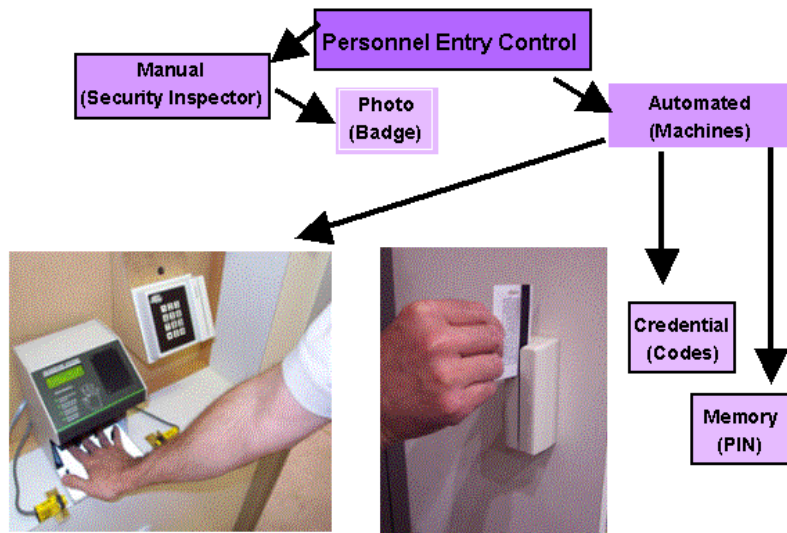 Personnel Entry Control
Manual
(Security Inspector)
Photo
(Badge)
Automated
(Machines)
Credential
(Codes)
Memory
(PIN)